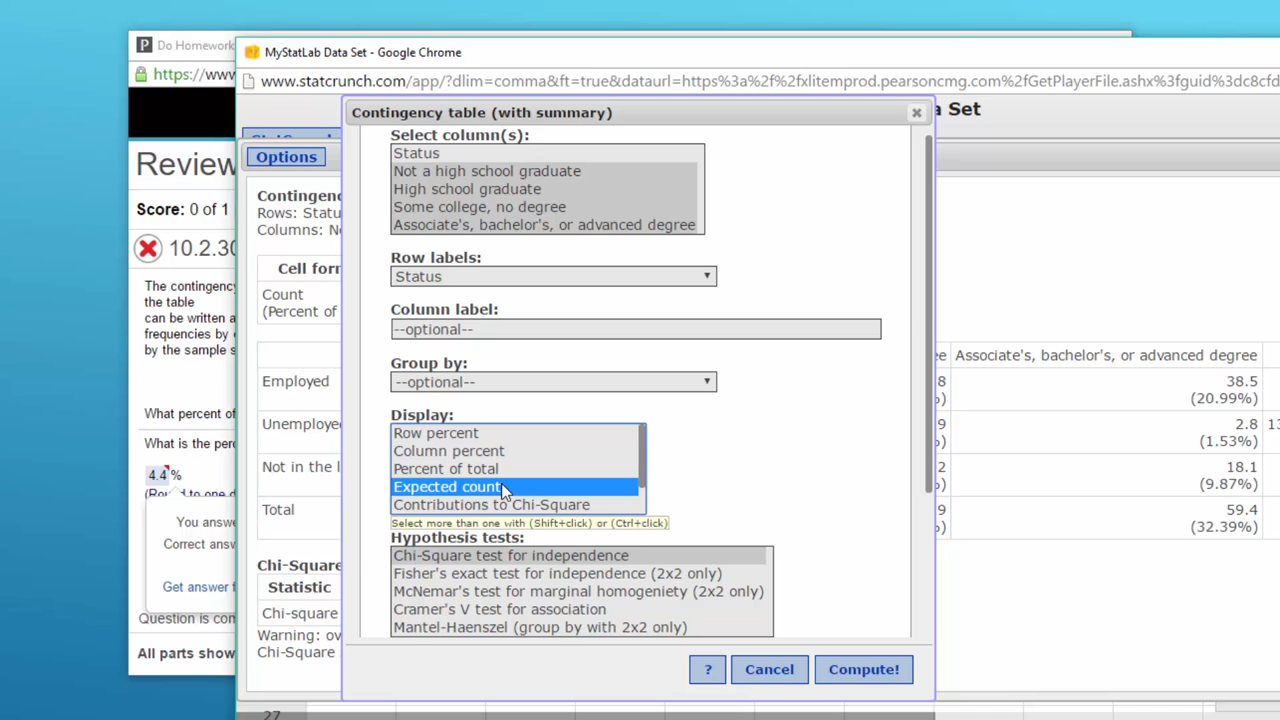 Do Homework
MyStatLab Data Set - Google Chrome
https://www
www.statcrunch.com/app/?dlim=comma&ft=true&dataurl=https%3a%2f%2fxlitemprod.pearsoncmg.com%2fGetPlayerFile.ashx%3fguid%3dc8cfd
a Set
Contingency table (with summary)
Options
Review
Score: 0 of 1
10.2.30
The contingency
the table
can be written a
frequencies by
by the sample s
What percent of
What is the perc
4.4 %
You answe
Correct answ
Get answer f
Question is com
All parts show
Contingenc
Rows: Statu
Columns: N
Cell form
Count
(Percent of
Employed
Unemploye
Not in the l
Total
Chi-Square
Statistic
Chi-square
Warning: ov
Chi-Square
Select column(s):
Status
Not a high school graduate
High school graduate
Some college, no degree
Associate's, bachelor's, or advanced degree
Row labels:
Status
Column label:
--optional--
Group by:
--optional--
Display:
Row percent
Column percent
Percent of total
Expected count
Contributions to Chi-Square
Select more than one with (Shift+click) or (Ctrl+click)
Hypothesis tests:
Chi-Square test for independence
Fisher's exact test for independence (2x2 only)
McNemar's test for marginal homogeniety (2x2 only)
Cramer's V test for association
Mantel-Haenszel (group by with 2x2 only)
? Cancel Compute!
ee Associate's, bachelor's, or advanced degree
8 38.5
%) (20.99%)
9 2.8 13
%) (1.53%)
2 18.1
%) (9.87%)
9 59.4
%) (32.39%)
27